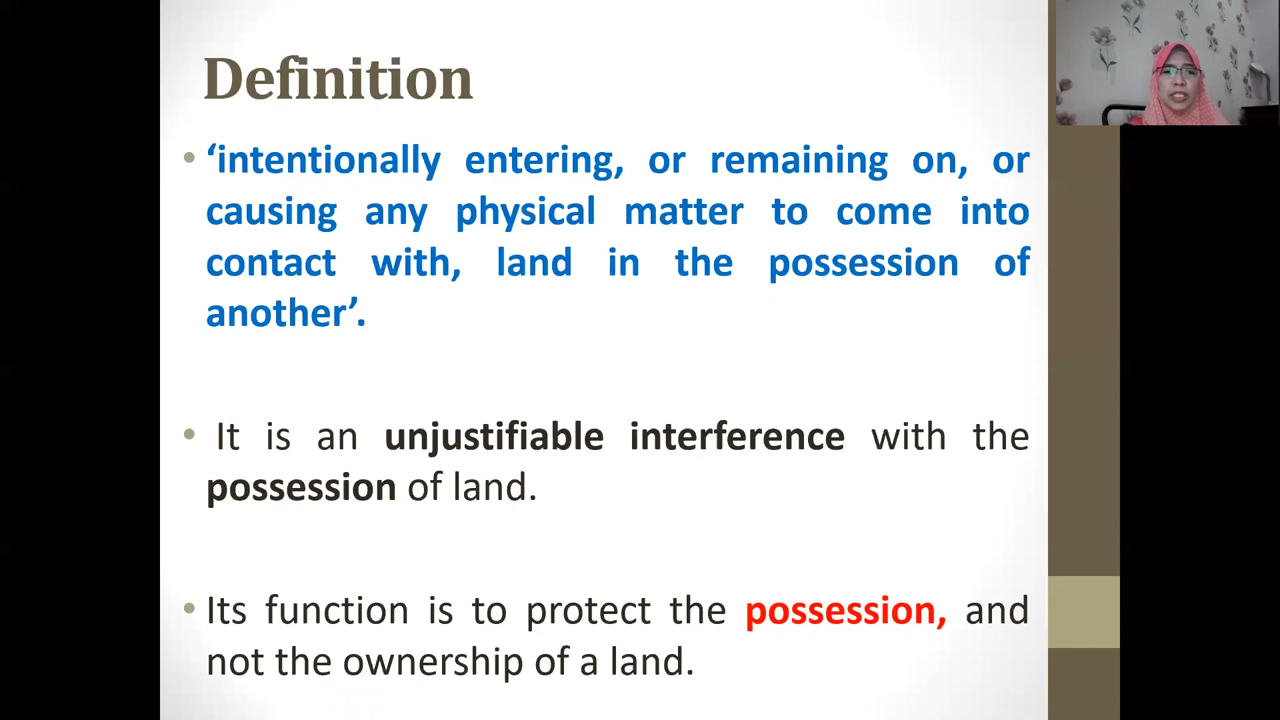 Definition
• ‘intentionally entering, or remaining on, or
causing any physical matter to come into
contact with, land in the possession of
another’.
• It is an unjustifiable interference with the
possession of land.
• Its function is to protect the possession, and
not the ownership of a land.